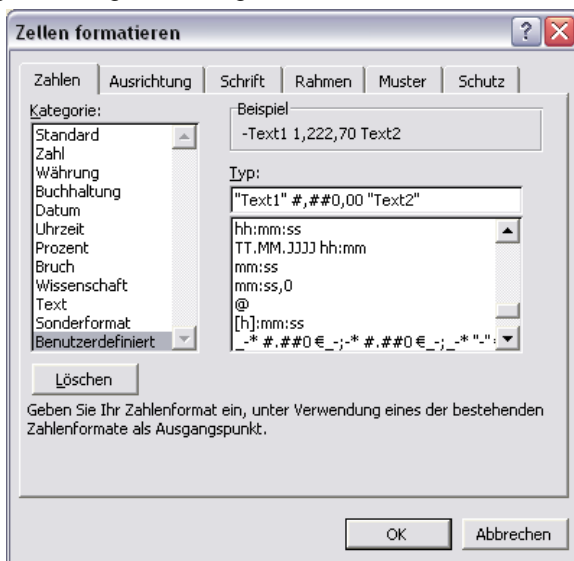 Zellen formatieren
Zahlen Ausrichtung Schrift Rahmen Muster Schutz
Kategorie:
Standard
Zahl
Währung
Buchhaltung
Datum
Uhrzeit
Prozent
Bruch
Wissenschaft
Text
Sonderformat
Benutzerdefiniert
Beispiel
-Text1 1,222,70 Text2
Typ:
"Text1" #,##0,00 "Text2"
hh:mm:ss
TT.MM.JJJJ hh:mm
mm:ss
mm:ss,0
@
[h]:mm:ss
_-* #.##0 €_-;-* #.##0 €_-;_-* "-"
Löschen
Geben Sie Ihr Zahlenformat ein, unter Verwendung eines der bestehenden
Zahlenformate als Ausgangspunkt.
OK Abbrechen